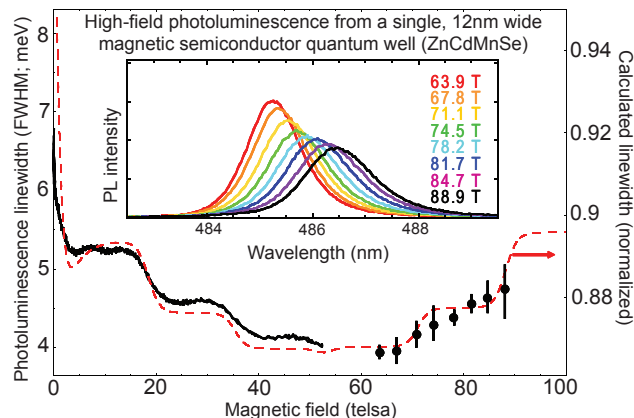 High-field photoluminescence from a single, 12nm wide
magnetic semiconductor quantum well (ZnCdMnSe)
Photoluminescence linewidth (FWHM; meV)
8
7
6
5
4
PL intensity
63.9 T
67.8 T
71.1 T
74.5 T
78.2 T
81.7 T
84.7 T
88.9 T
484
486
488
Wavelength (nm)
0.94
0.92
0.9
0.88
Calculated linewidth (normalized)
0
20
40
60
80
100
Magnetic field (telsa)